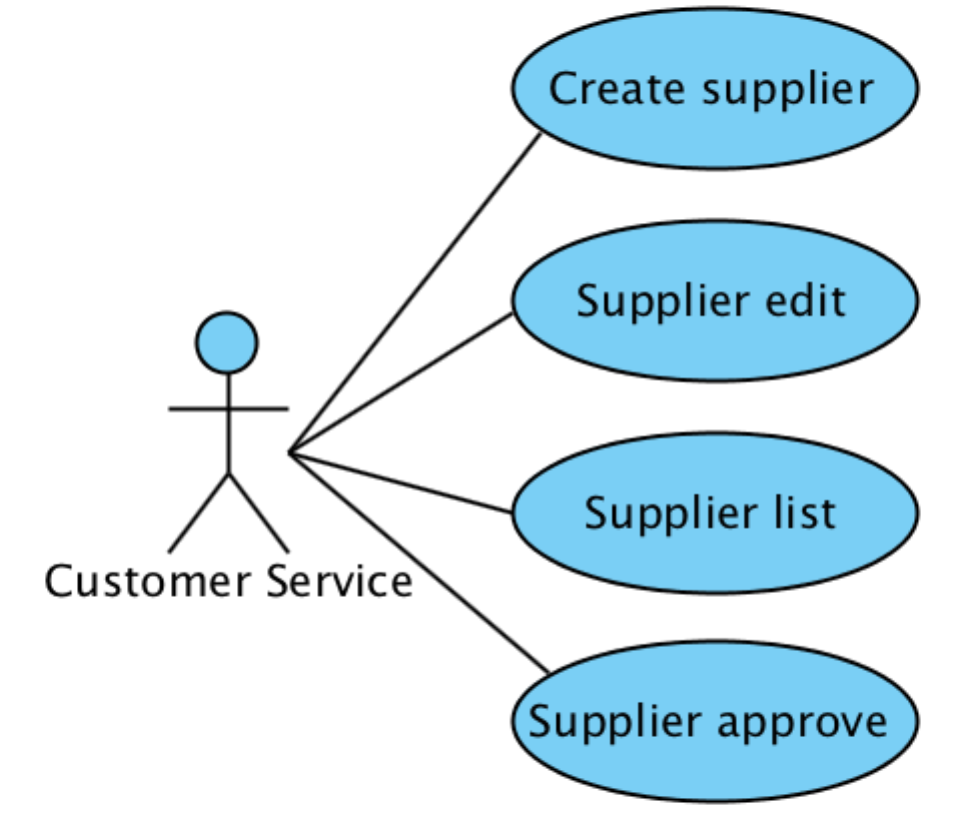 Create supplier
Supplier edit
Supplier list
Customer Service
Supplier approve